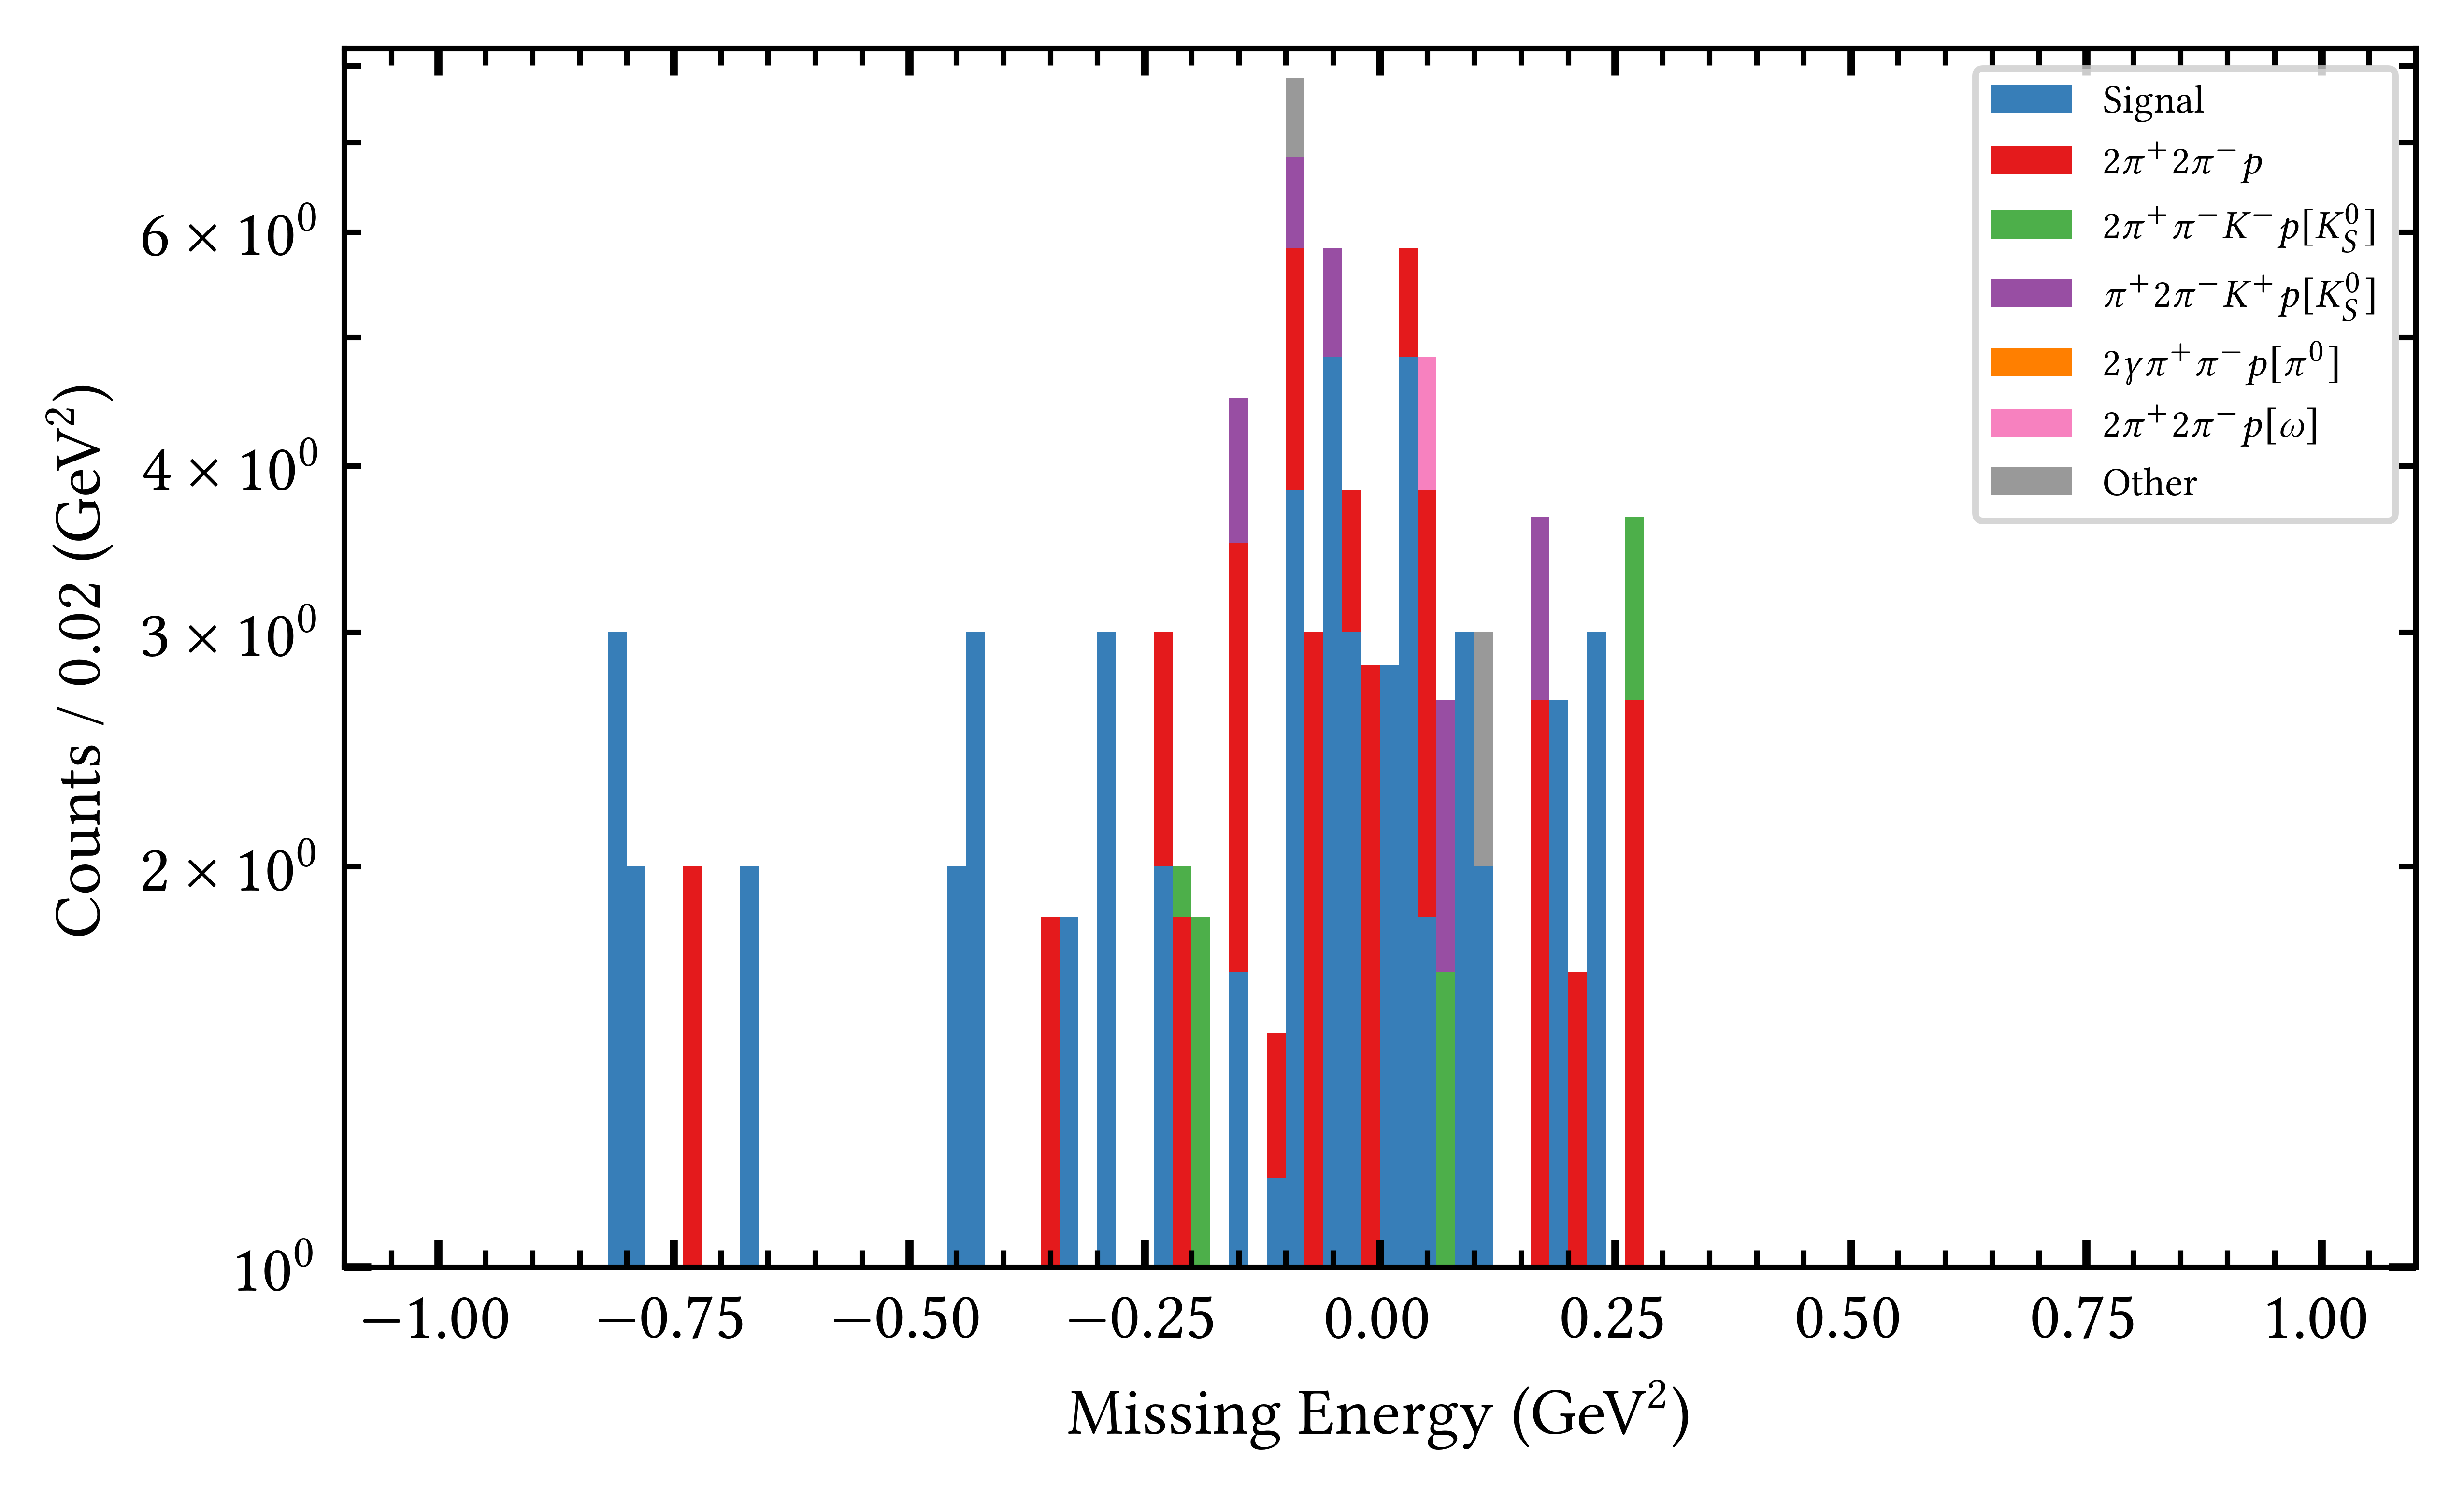 Counts / 0.02 (GeV²)
6 × 10⁰
4 × 10⁰
3 × 10⁰
2 × 10⁰
10⁰
−1.00 −0.75 −0.50 −0.25 0.00 0.25 0.50 0.75 1.00
Missing Energy (GeV²)
Signal
2π⁺2π⁻p
2π⁺π⁻K⁻p[K_S⁰]
π⁺2π⁻K⁺p[K_S⁰]
2γπ⁺π⁻p[π⁰]
2π⁺2π⁻p[ω]
Other